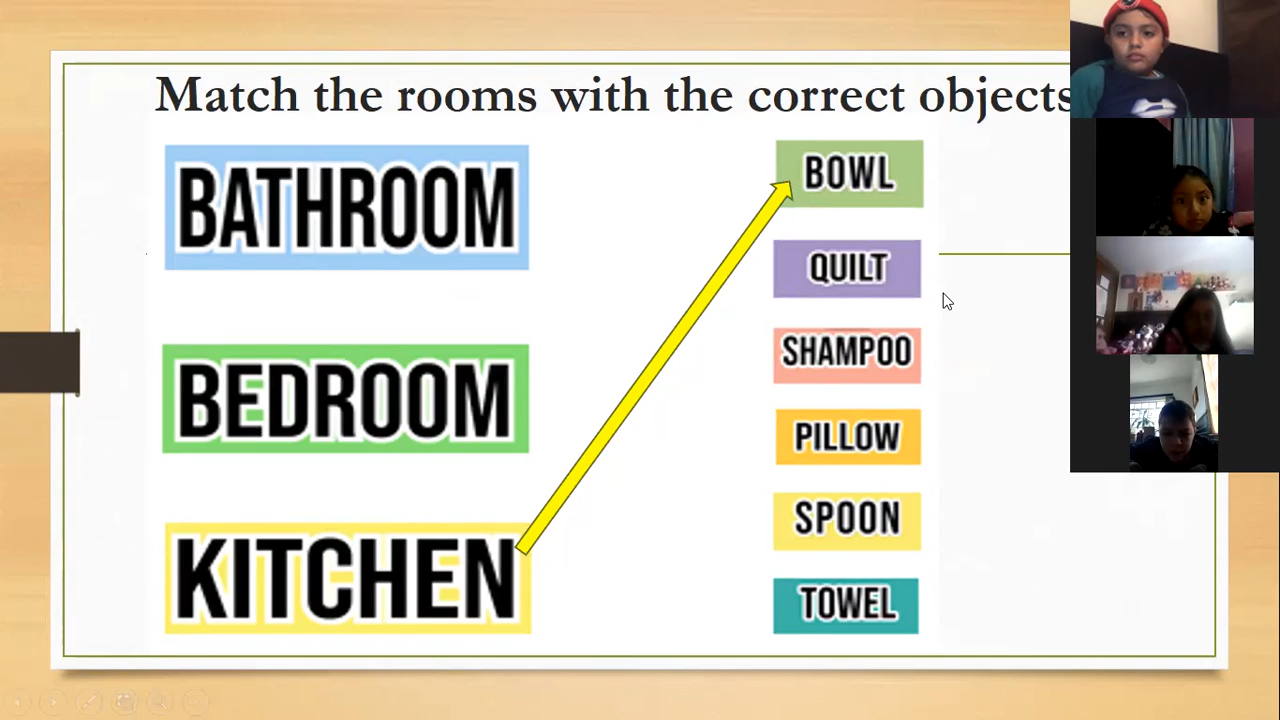 Match the rooms with the correct objects
BATHROOM
BEDROOM
KITCHEN
BOWL
QUILT
SHAMPOO
PILLOW
SPOON
TOWEL